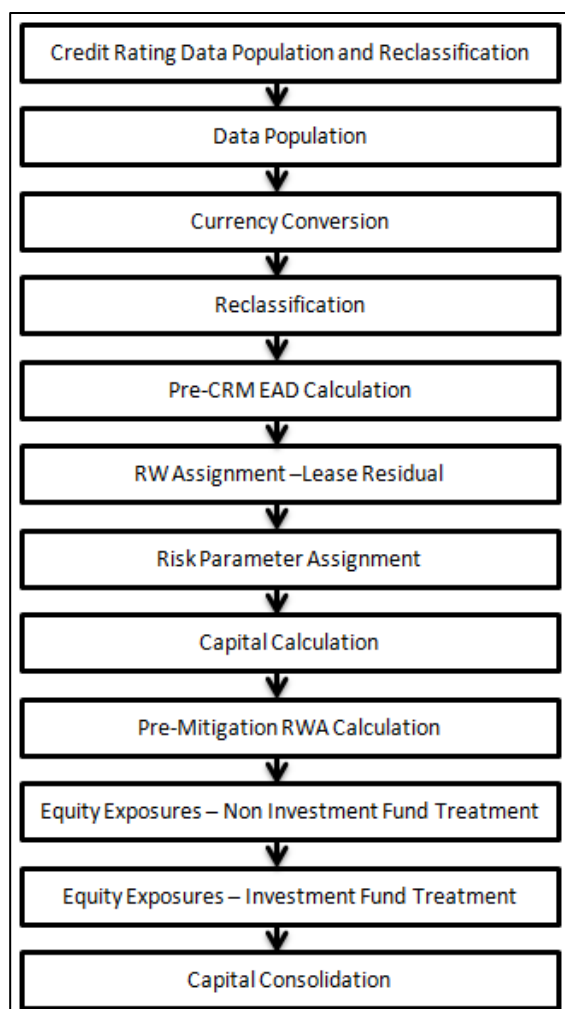 Credit Rating Data Population and Reclassification
Data Population
Currency Conversion
Reclassification
Pre-CRM EAD Calculation
RW Assignment –Lease Residual
Risk Parameter Assignment
Capital Calculation
Pre-Mitigation RWA Calculation
Equity Exposures – Non Investment Fund Treatment
Equity Exposures – Investment Fund Treatment
Capital Consolidation